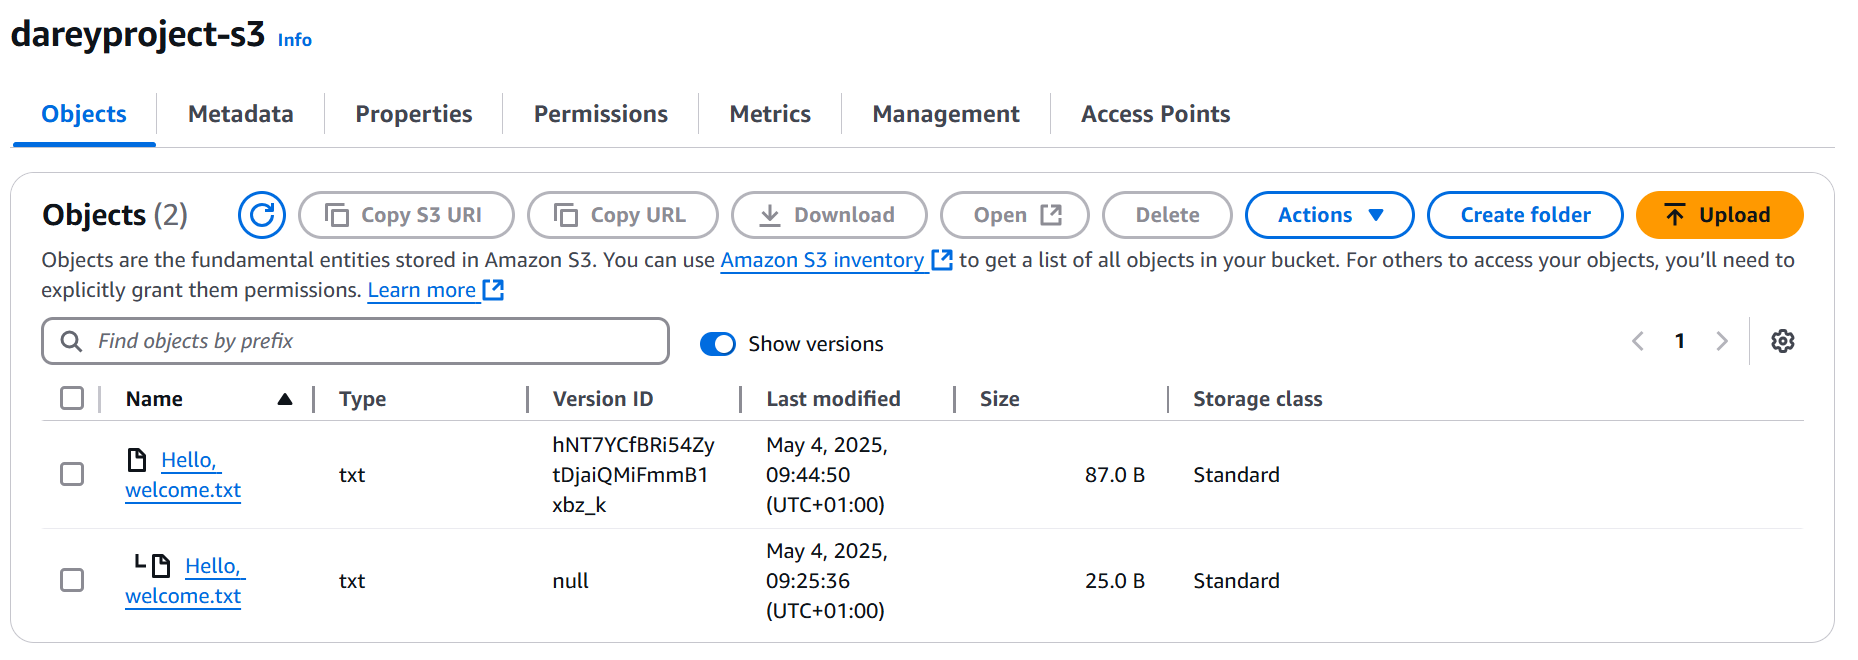 dareyproject-s3 Info
Objects Metadata Properties Permissions Metrics Management Access Points
Objects (2) Copy S3 URI Copy URL Download Open Delete Actions Create folder Upload
Objects are the fundamental entities stored in Amazon S3. You can use Amazon S3 inventory to get a list of all objects in your bucket. For others to access your objects, you’ll need to
explicitly grant them permissions. Learn more
Find objects by prefix Show versions 1
Name Type Version ID Last modified Size Storage class
Hello, welcome.txt txt hNT7YCfBRi54ZytDjaiQMiFmmB1xbz_k May 4, 2025, 09:44:50 (UTC+01:00) 87.0 B Standard
Hello, welcome.txt txt null May 4, 2025, 09:25:36 (UTC+01:00) 25.0 B Standard